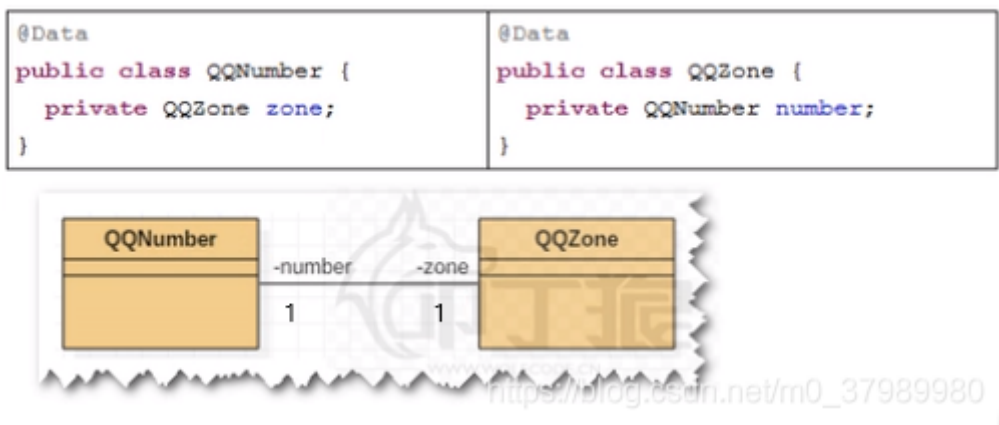 @Data
public class QQNumber {
private QQZone zone;
}
@Data
public class QQZone {
private QQNumber number;
}
QQNumber
QQZone
-number
-zone
1
1
https://blog.csdn.net/m0_37989980